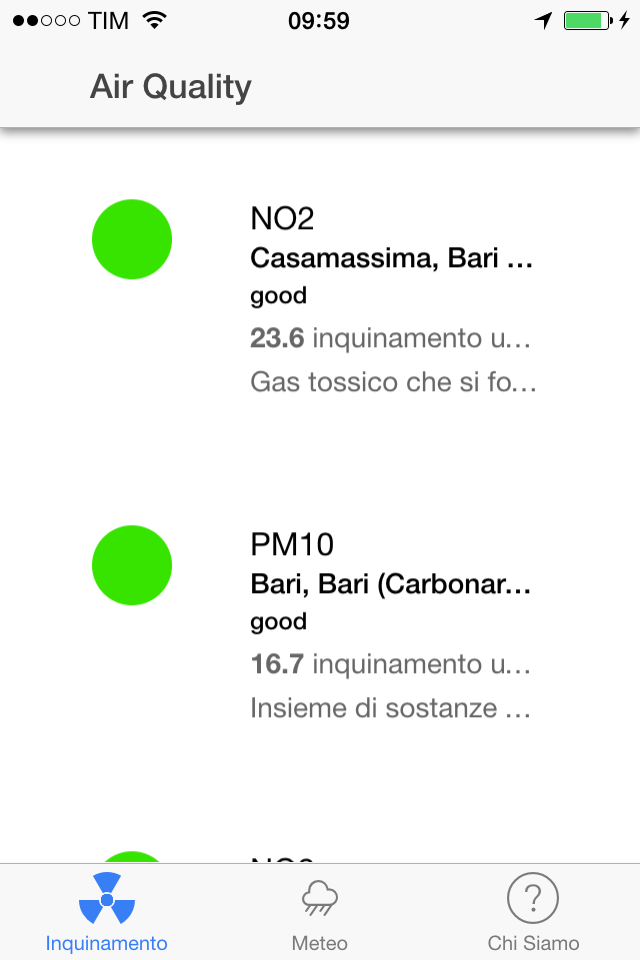 TIM 09:59
Air Quality
NO2
Casamassima, Bari ...
good
23.6 inquinamento u...
Gas tossico che si fo...
PM10
Bari, Bari (Carbonar...
good
16.7 inquinamento u...
Insieme di sostanze ...
Inquinamento
Meteo
?
Chi Siamo